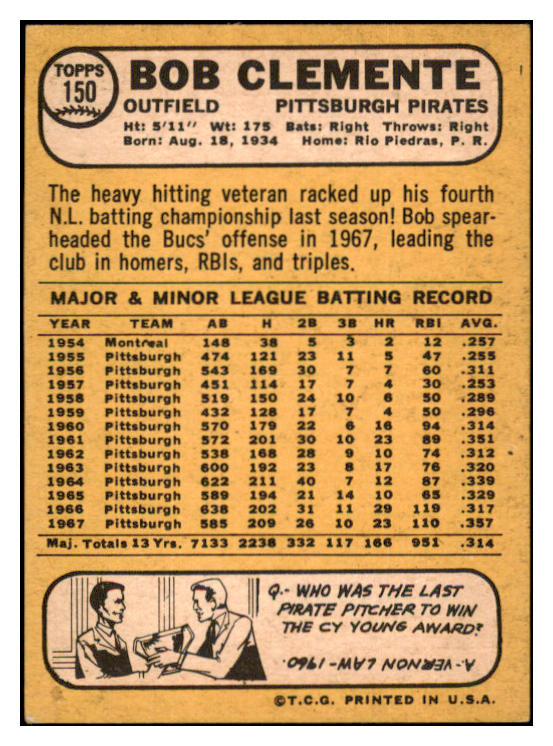 TOPPS
150
BOB CLEMENTE
OUTFIELD PITTSBURGH PIRATES
Ht: 5'11" Wt: 175 Bats: Right Throws: Right
Born: Aug. 18, 1934 Home: Rio Piedras, P. R.
The heavy hitting veteran racked up his fourth
N.L. batting championship last season! Bob spear-
headed the Bucs' offense in 1967, leading the
club in homers, RBIs, and triples.
MAJOR & MINOR LEAGUE BATTING RECORD
YEAR TEAM AB H 2B 3B HR RBI AVG.
1954 Montreal 148 38 5 3 2 12 .257
1955 Pittsburgh 474 121 23 11 5 47 .255
1956 Pittsburgh 543 169 30 7 7 60 .311
1957 Pittsburgh 451 114 17 7 4 30 .253
1958 Pittsburgh 519 150 24 10 6 50 .289
1959 Pittsburgh 432 128 17 7 4 50 .296
1960 Pittsburgh 570 179 22 6 16 94 .314
1961 Pittsburgh 572 201 30 10 23 89 .351
1962 Pittsburgh 538 168 28 9 10 74 .312
1963 Pittsburgh 600 192 23 8 17 76 .320
1964 Pittsburgh 622 211 40 7 12 87 .339
1965 Pittsburgh 589 194 21 14 10 65 .329
1966 Pittsburgh 638 202 31 11 29 119 .317
1967 Pittsburgh 585 209 26 10 23 110 .357
Maj. Totals 13 Yrs. 7133 2238 332 117 166 951 .314
Q.- WHO WAS THE LAST
PIRATE PITCHER TO WIN
THE CY YOUNG AWARD?
A-VERNON LAW-1960.
©T.C.G. PRINTED IN U.S.A.